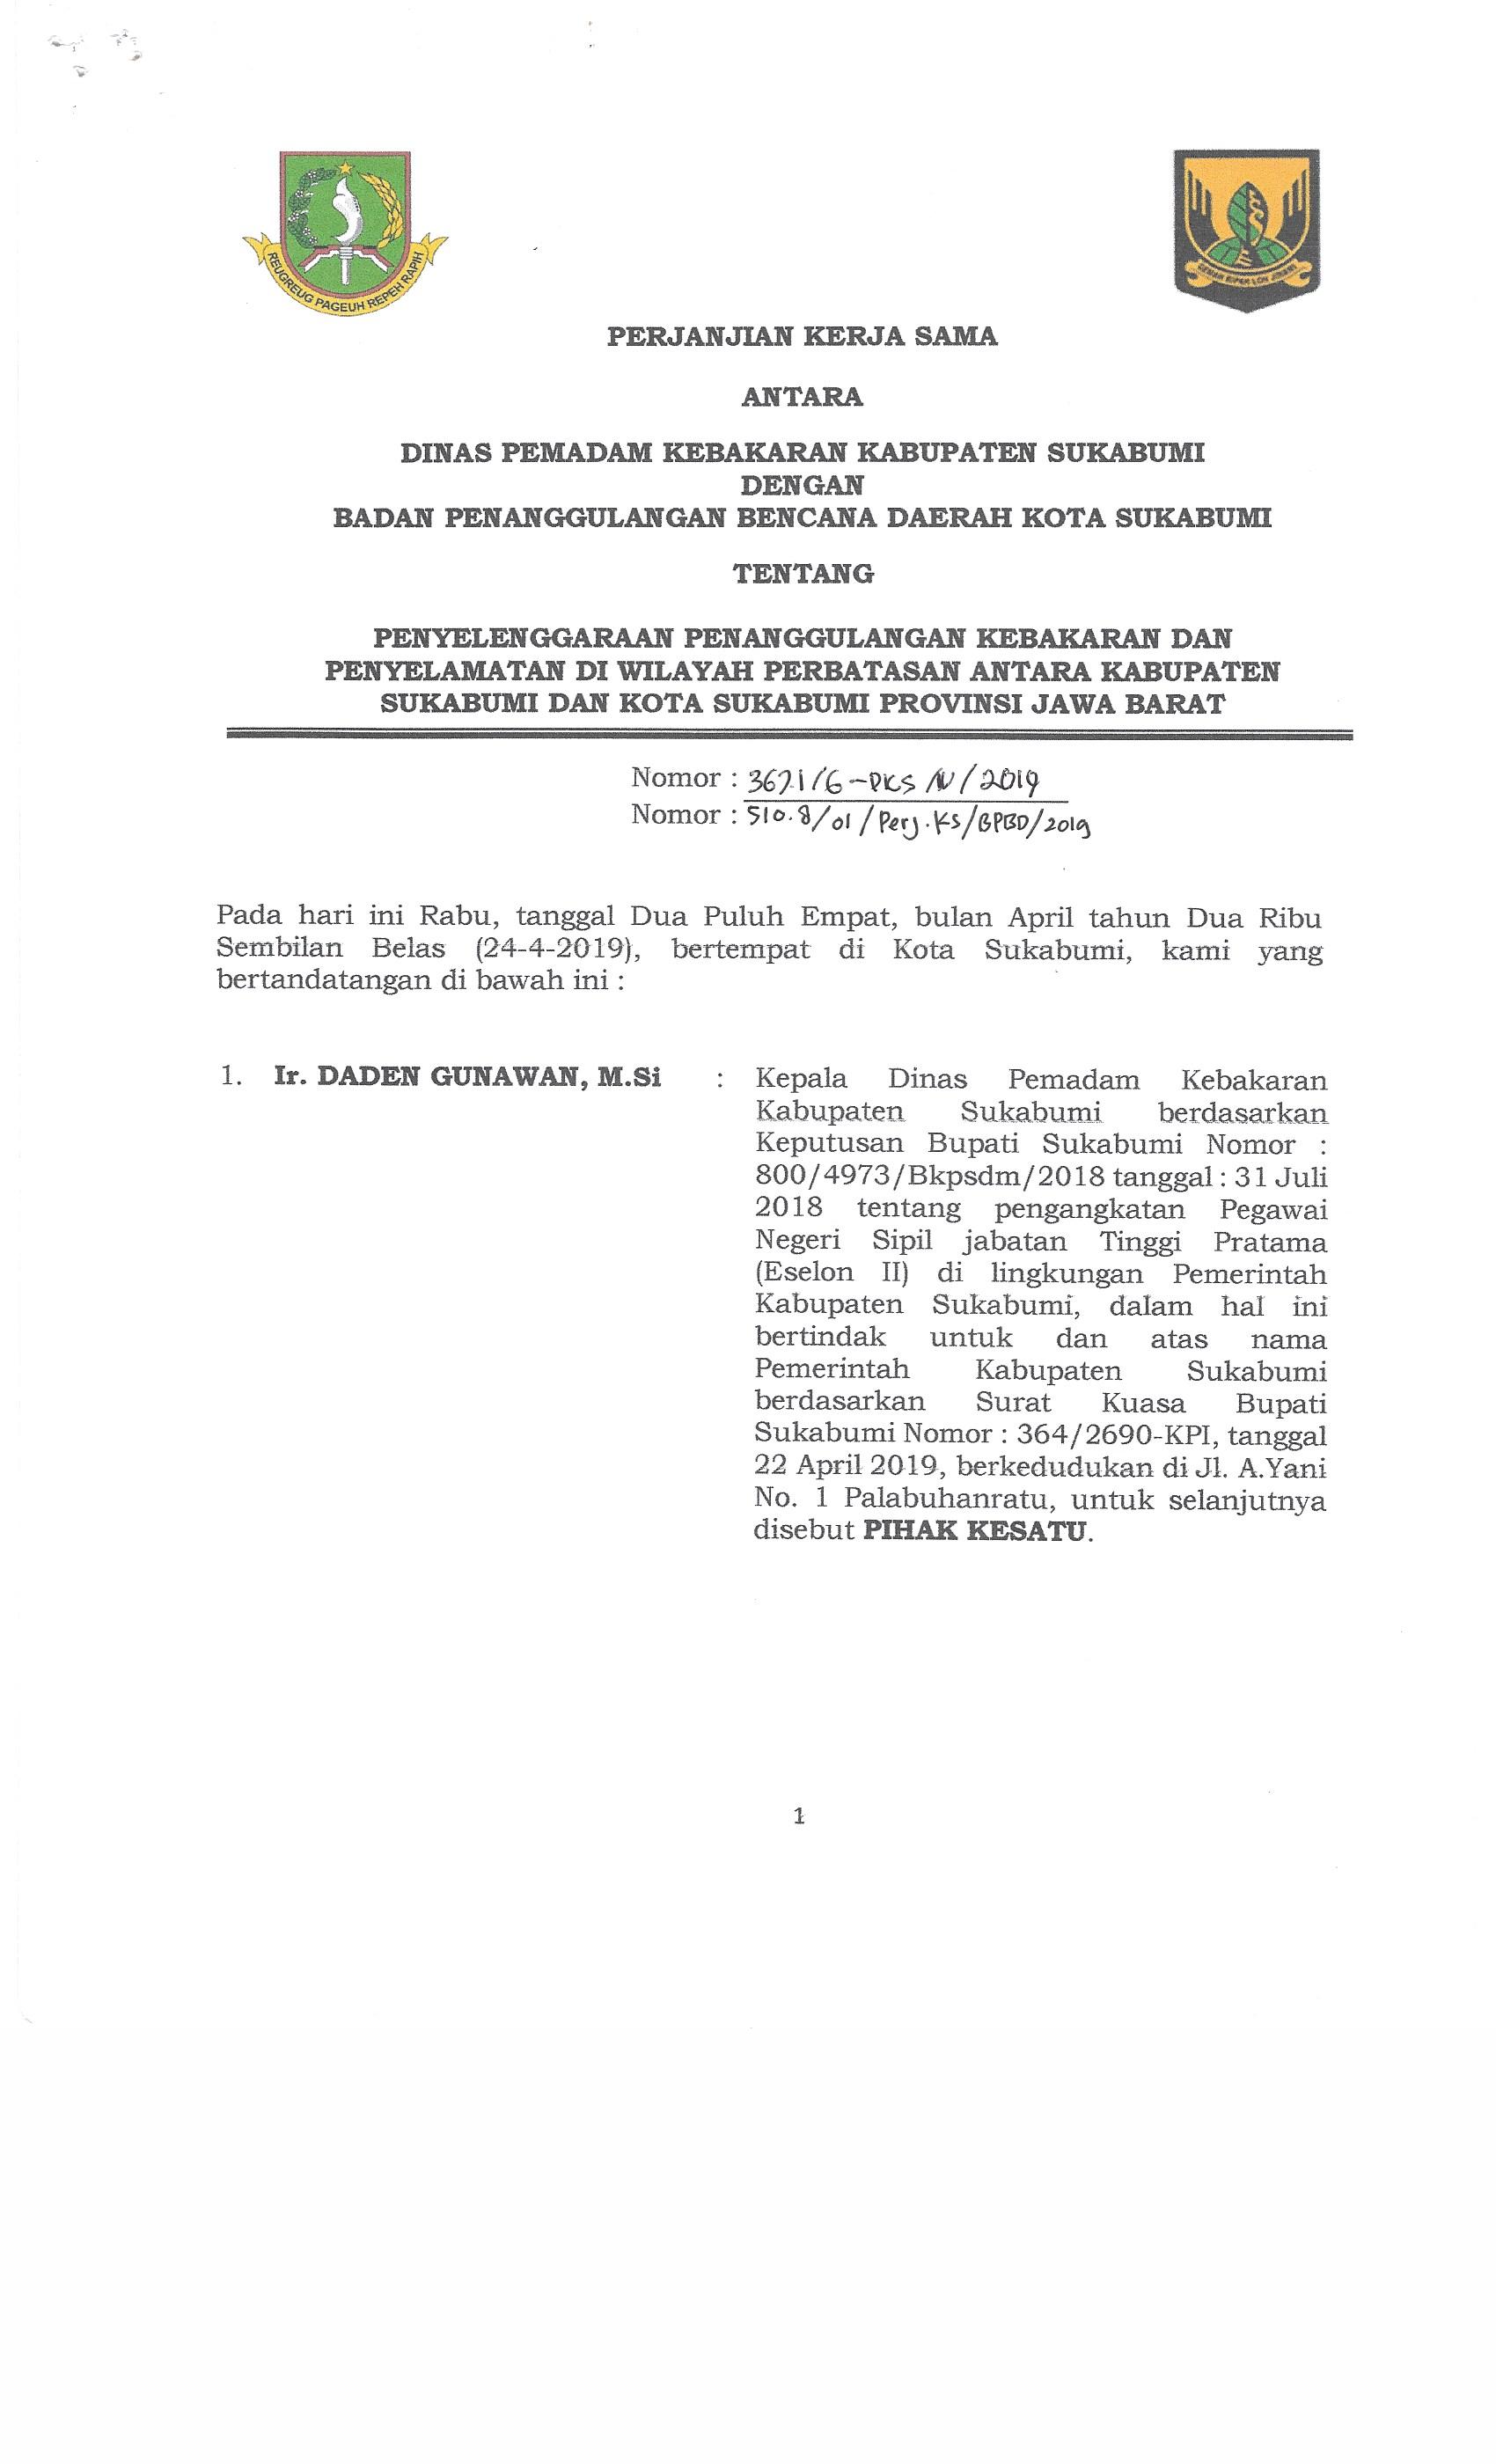 REUGREUG PAGEUH REPEH RAPIH
PERJANJIAN KERJA SAMA
ANTARA
DINAS PEMADAM KEBAKARAN KABUPATEN SUKABUMI
DENGAN
BADAN PENANGGULANGAN BENCANA DAERAH KOTA SUKABUMI
TENTANG
PENYELENGGARAAN PENANGGULANGAN KEBAKARAN DAN
PENYELAMATAN DI WILAYAH PERBATASAN ANTARA KABUPATEN
SUKABUMI DAN KOTA SUKABUMI PROVINSI JAWA BARAT
Nomor : 367.1/6-PKS/IV/2019
Nomor : 510.8/01/Perj.KS/BPBD/2019
Pada hari ini Rabu, tanggal Dua Puluh Empat, bulan April tahun Dua Ribu
Sembilan Belas (24-4-2019), bertempat di Kota Sukabumi, kami yang
bertandatangan di bawah ini :
1. Ir. DADEN GUNAWAN, M.Si : Kepala Dinas Pemadam Kebakaran
Kabupaten Sukabumi berdasarkan
Keputusan Bupati Sukabumi Nomor :
800/4973/Bkpsdm/2018 tanggal : 31 Juli
2018 tentang pengangkatan Pegawai
Negeri Sipil jabatan Tinggi Pratama
(Eselon II) di lingkungan Pemerintah
Kabupaten Sukabumi, dalam hal ini
bertindak untuk dan atas nama
Pemerintah Kabupaten Sukabumi
berdasarkan Surat Kuasa Bupati
Sukabumi Nomor : 364/2690-KPI, tanggal
22 April 2019, berkedudukan di Jl. A.Yani
No. 1 Palabuhanratu, untuk selanjutnya
disebut PIHAK KESATU.
1